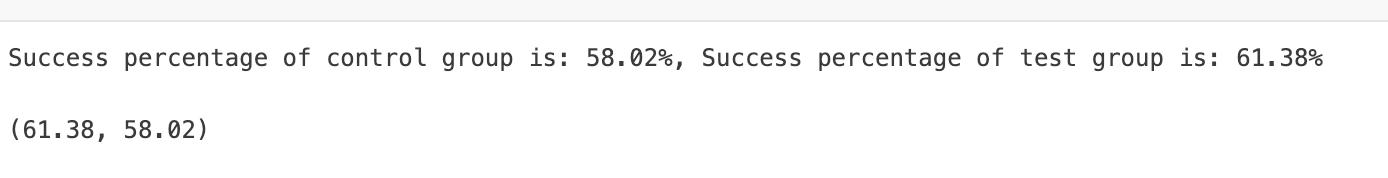 Success percentage of control group is: 58.02%, Success percentage of test group is: 61.38%
(61.38, 58.02)